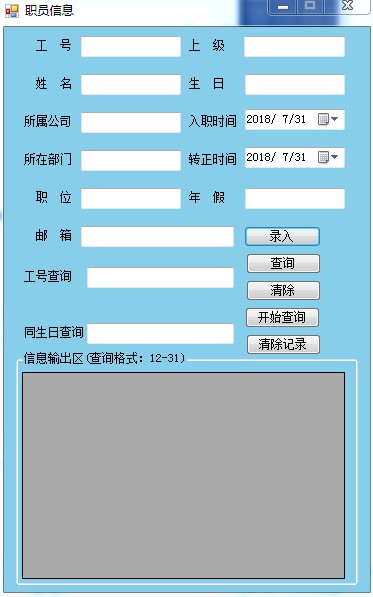 职员信息
工 号 上 级
姓 名 生 日
所属公司 入职时间 2018/ 7/31
所在部门 转正时间 2018/ 7/31
职 位 年 假
邮 箱 录入
查询
工号查询
清除
开始查询
同生日查询
清除记录
信息输出区(查询格式：12-31)